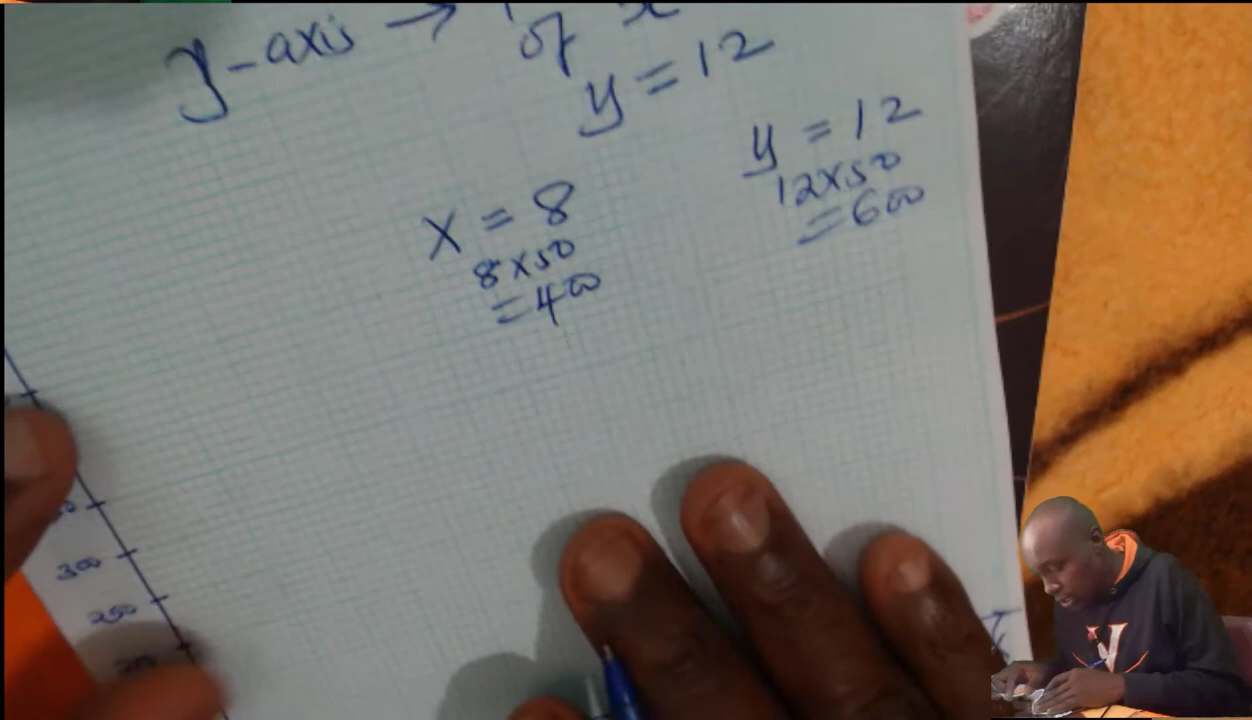 y-axis → of x
y = 12
y = 12
12x50
=600
x = 8
8x50
=400
300
250